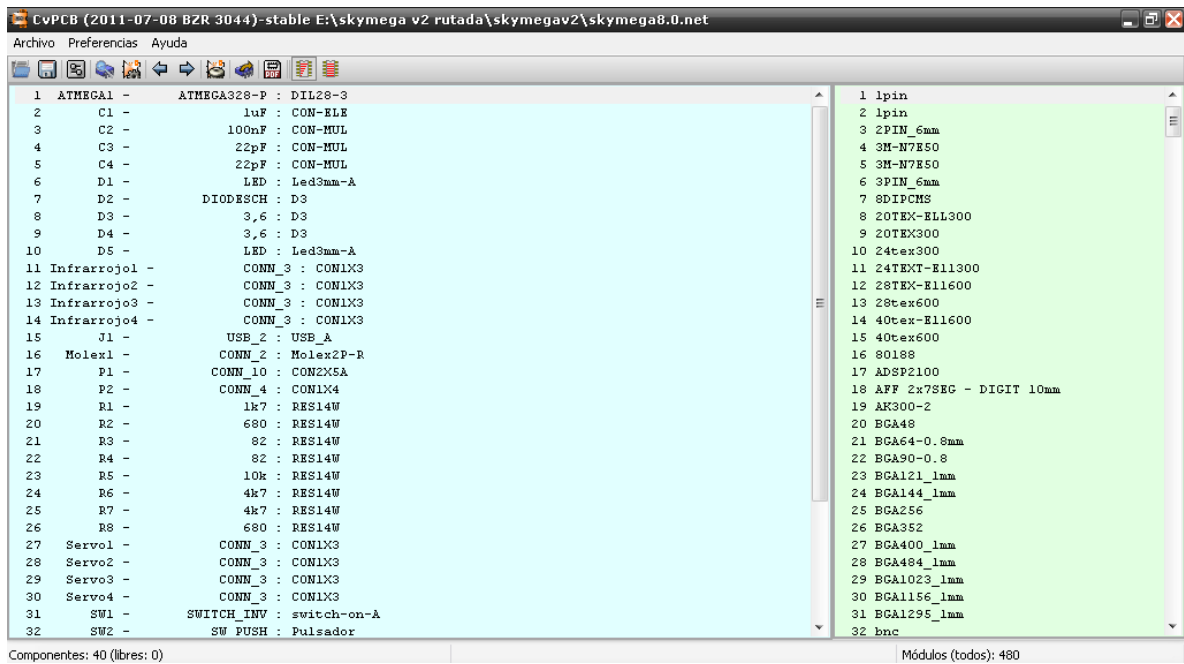 CvPCB (2011-07-08 BZR 3044)-stable E:\skymega v2 rutada\skymegav2\skymega8.0.net
Archivo Preferencias Ayuda
PDF
1 ATMEGA1 - ATMEGA328-P : DIL28-3
2 C1 - 1uF : CON-ELE
3 C2 - 100nF : CON-MUL
4 C3 - 22pF : CON-MUL
5 C4 - 22pF : CON-MUL
6 D1 - LED : Led3mm-A
7 D2 - DIODESCH : D3
8 D3 - 3,6 : D3
9 D4 - 3,6 : D3
10 D5 - LED : Led3mm-A
11 Infrarrojo1 - CONN_3 : CON1X3
12 Infrarrojo2 - CONN_3 : CON1X3
13 Infrarrojo3 - CONN_3 : CON1X3
14 Infrarrojo4 - CONN_3 : CON1X3
15 J1 - USB_2 : USB_A
16 Molex1 - CONN_2 : Molex2P-R
17 P1 - CONN_10 : CON2X5A
18 P2 - CONN_4 : CON1X4
19 R1 - 1k7 : RES14W
20 R2 - 680 : RES14W
21 R3 - 82 : RES14W
22 R4 - 82 : RES14W
23 R5 - 10k : RES14W
24 R6 - 4k7 : RES14W
25 R7 - 4k7 : RES14W
26 R8 - 680 : RES14W
27 Servo1 - CONN_3 : CON1X3
28 Servo2 - CONN_3 : CON1X3
29 Servo3 - CONN_3 : CON1X3
30 Servo4 - CONN_3 : CON1X3
31 SW1 - SWITCH_INV : switch-on-A
32 SW2 - SW PUSH : Pulsador
1 1pin
2 1pin
3 2PIN_6mm
4 3M-N7E50
5 3M-N7E50
6 3PIN_6mm
7 8DIPCMS
8 20TEX-ELL300
9 20TEX300
10 24tex300
11 24TEXT-Ell300
12 28TEX-Ell600
13 28tex600
14 40tex-Ell600
15 40tex600
16 80188
17 ADSP2100
18 AFF 2x7SEG - DIGIT 10mm
19 AK300-2
20 BGA48
21 BGA64-0.8mm
22 BGA90-0.8
23 BGA121_1mm
24 BGA144_1mm
25 BGA256
26 BGA352
27 BGA400_1mm
28 BGA484_1mm
29 BGA1023_1mm
30 BGA1156_1mm
31 BGA1295_1mm
32 bnc
Componentes: 40 (libres: 0)
Módulos (todos): 480